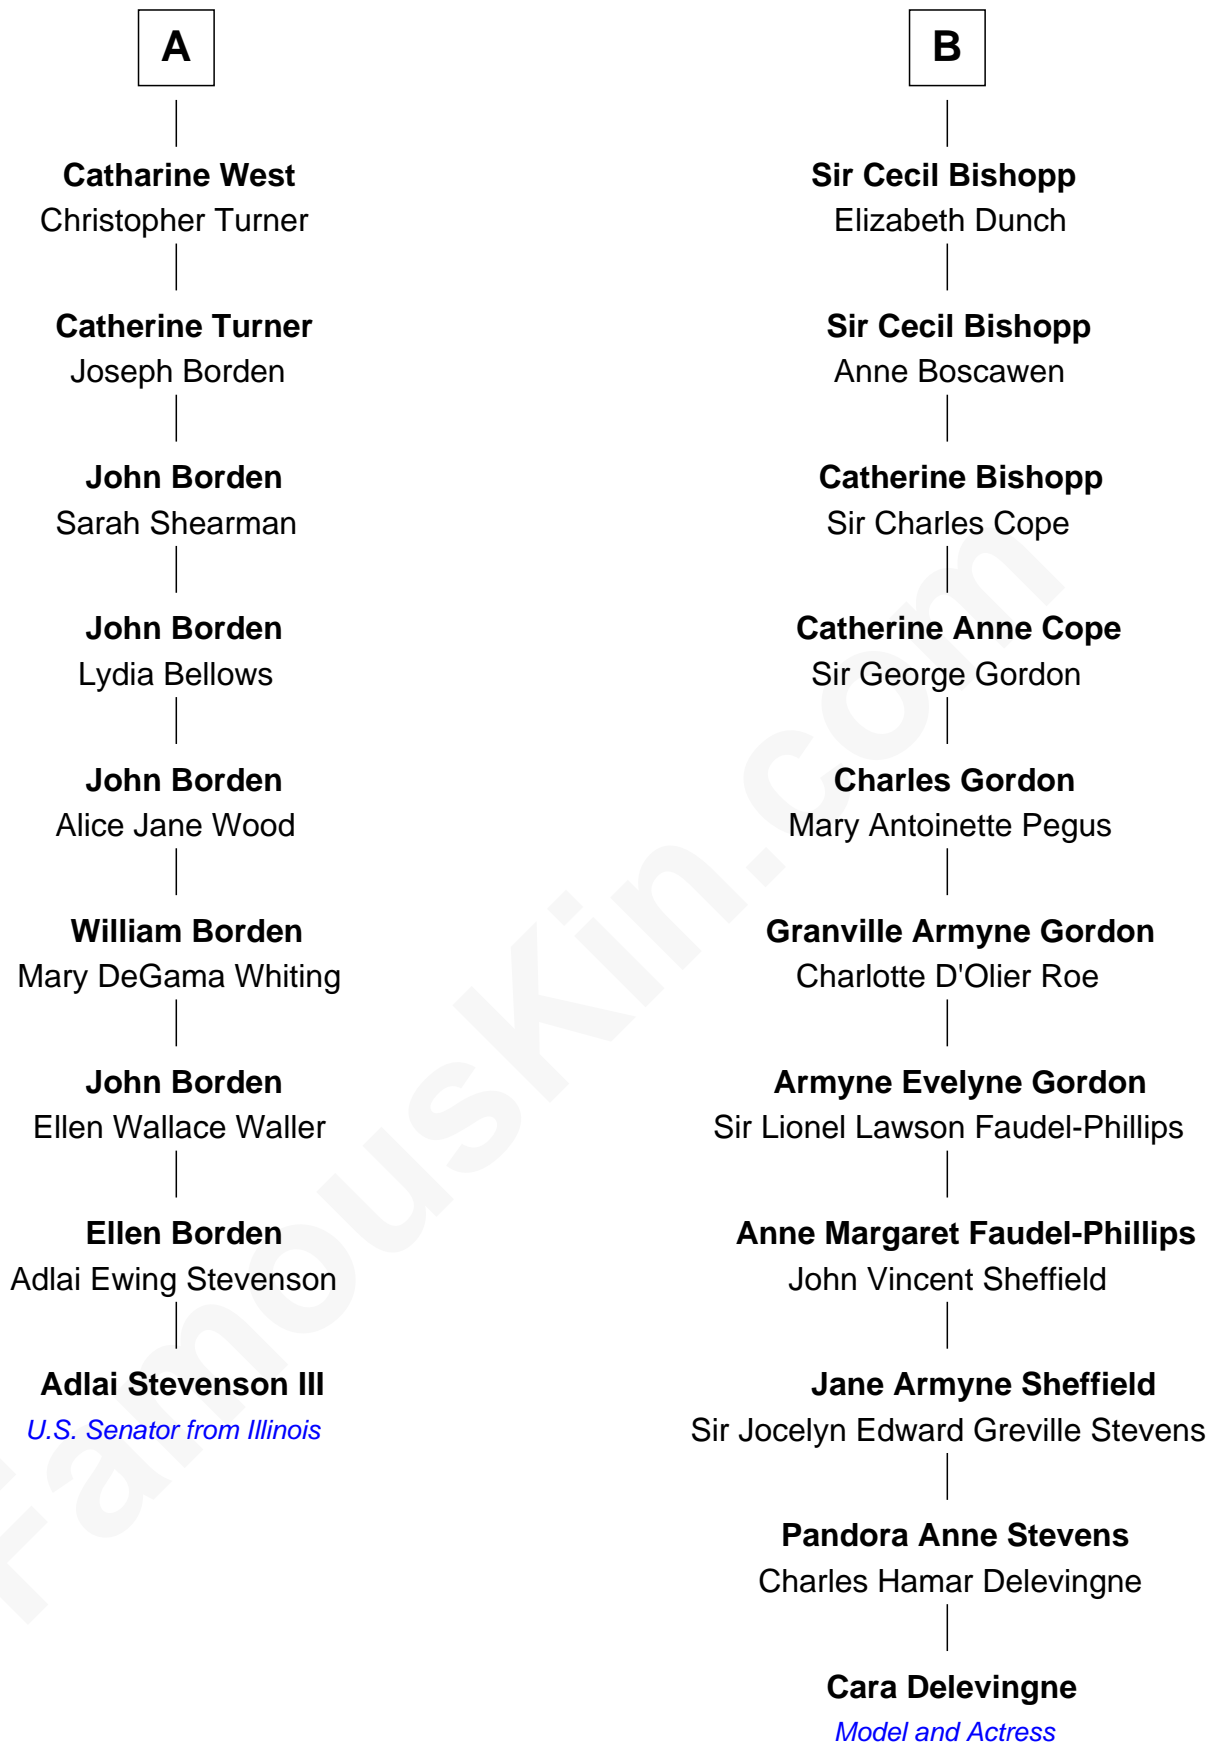 A
Catharine West
Christopher Turner
Catherine Turner
Joseph Borden
John Borden
Sarah Shearman
John Borden
Lydia Bellows
John Borden
Alice Jane Wood
William Borden
Mary DeGama Whiting
John Borden
Ellen Wallace Waller
Ellen Borden
Adlai Ewing Stevenson
Adlai Stevenson III
U.S. Senator from Illinois
B
Sir Cecil Bishopp
Elizabeth Dunch
Sir Cecil Bishopp
Anne Boscawen
Catherine Bishopp
Sir Charles Cope
Catherine Anne Cope
Sir George Gordon
Charles Gordon
Mary Antoinette Pegus
Granville Armyne Gordon
Charlotte D'Olier Roe
Armyne Evelyne Gordon
Sir Lionel Lawson Faudel-Phillips
Anne Margaret Faudel-Phillips
John Vincent Sheffield
Jane Armyne Sheffield
Sir Jocelyn Edward Greville Stevens
Pandora Anne Stevens
Charles Hamar Delevingne
Cara Delevingne
Model and Actress
FamousKin.com